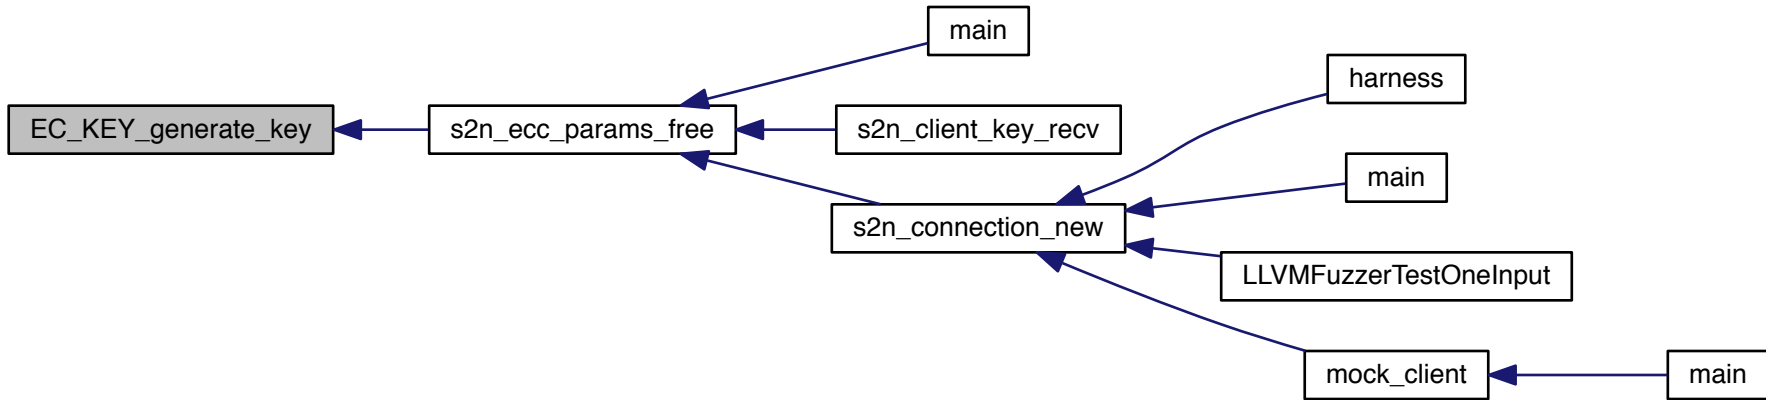 main
harness
EC_KEY_generate_key
s2n_ecc_params_free
s2n_client_key_recv
main
s2n_connection_new
LLVMFuzzerTestOneInput
mock_client
main